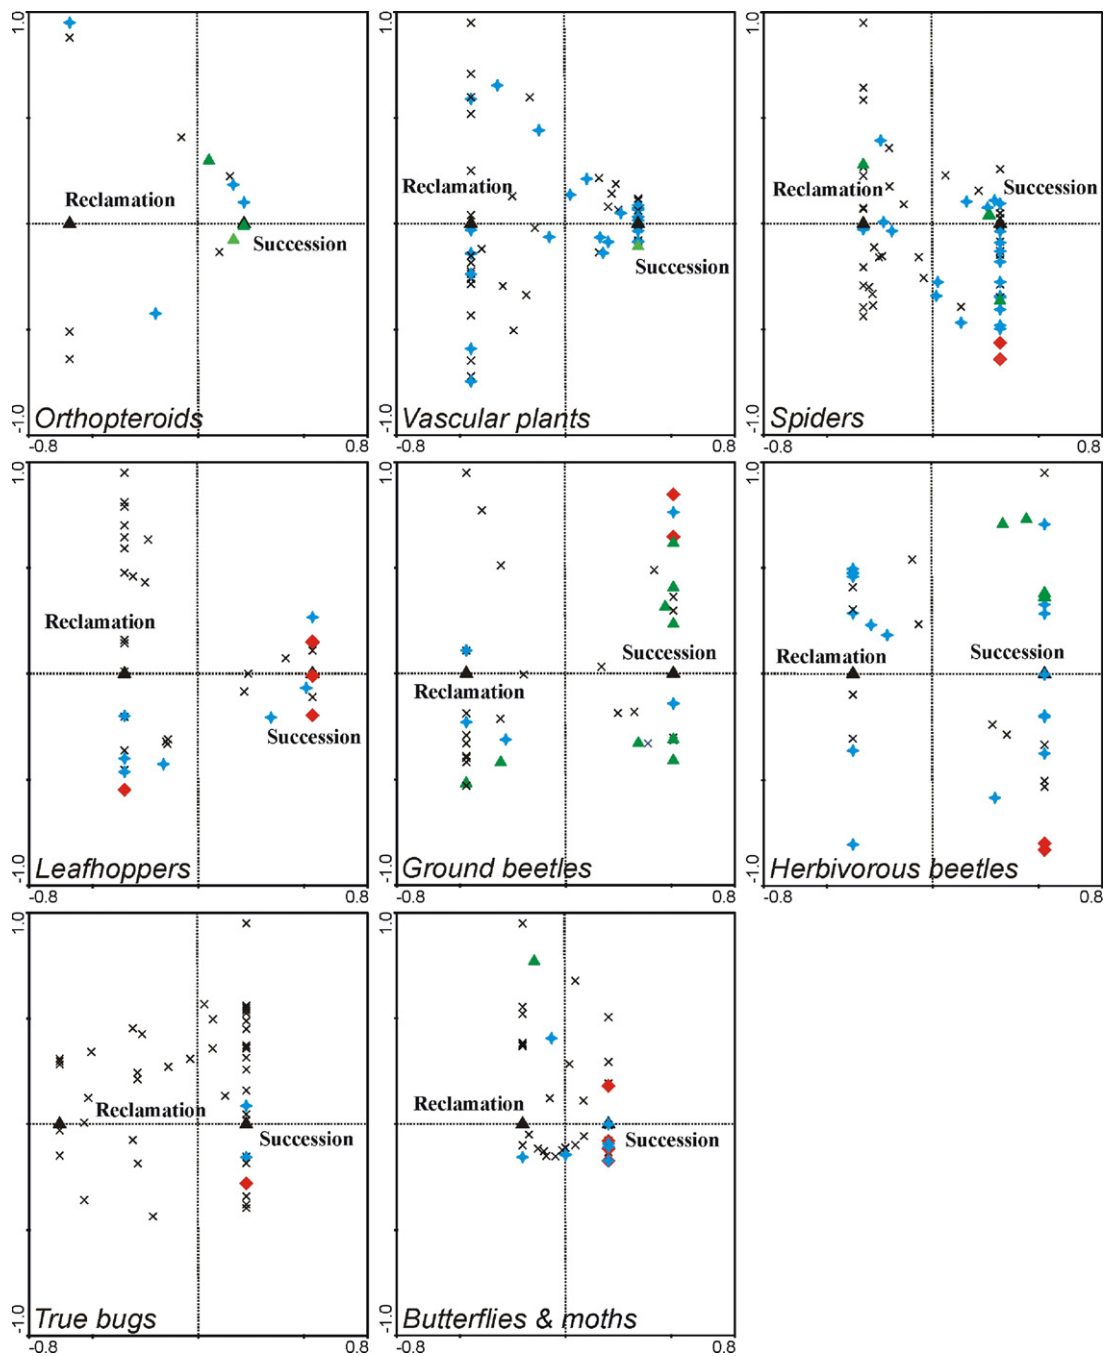 1.0
Reclamation
Succession
Orthopteroids
-0.8
0.8
1.0
Reclamation
Succession
Vascular plants
-0.8
0.8
1.0
Reclamation
Succession
Spiders
-0.8
0.8
1.0
Reclamation
Succession
Leafhoppers
-1.0
-0.8
0.8
1.0
Reclamation
Succession
Ground beetles
-1.0
-0.8
0.8
1.0
Reclamation
Succession
Herbivorous beetles
-1.0
-0.8
0.8
1.0
Reclamation
Succession
True bugs
-1.0
-0.8
0.8
Reclamation
Succession
Butterflies & moths
-1.0
-0.8
0.8
-1.0
-1.0
-1.0
1.0